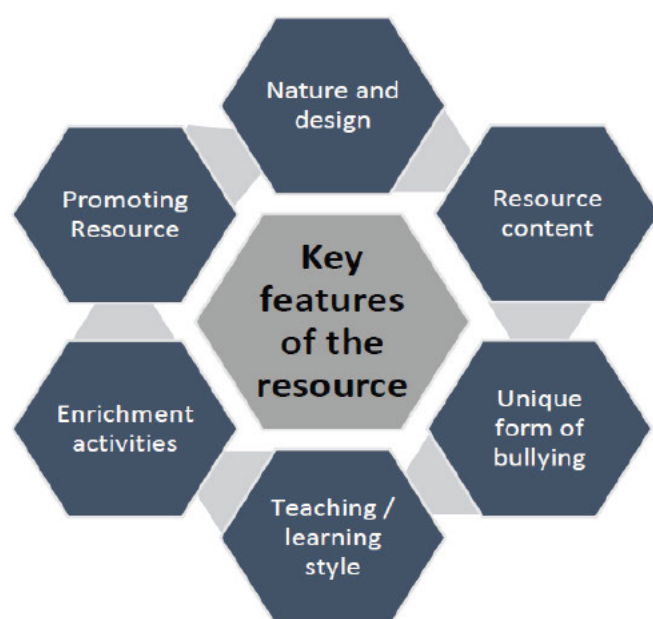 Nature and
design
Resource
content
Unique
form of
bullying
Teaching /
learning
style
Enrichment
activities
Promoting
Resource
Key
features
of the
resource